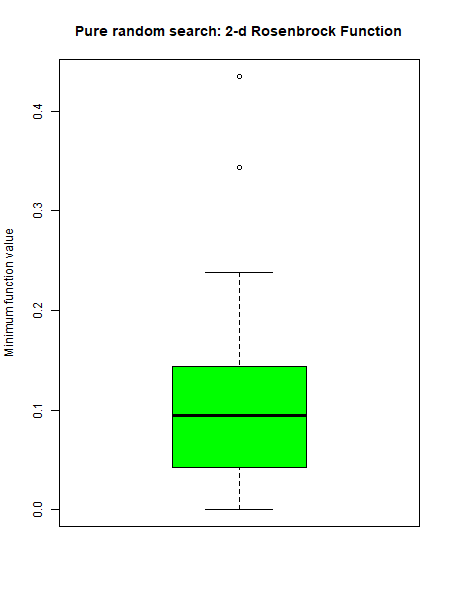 Pure random search: 2-d Rosenbrock Function
Minimum function value
0.4
0.3
0.2
0.1
0.0